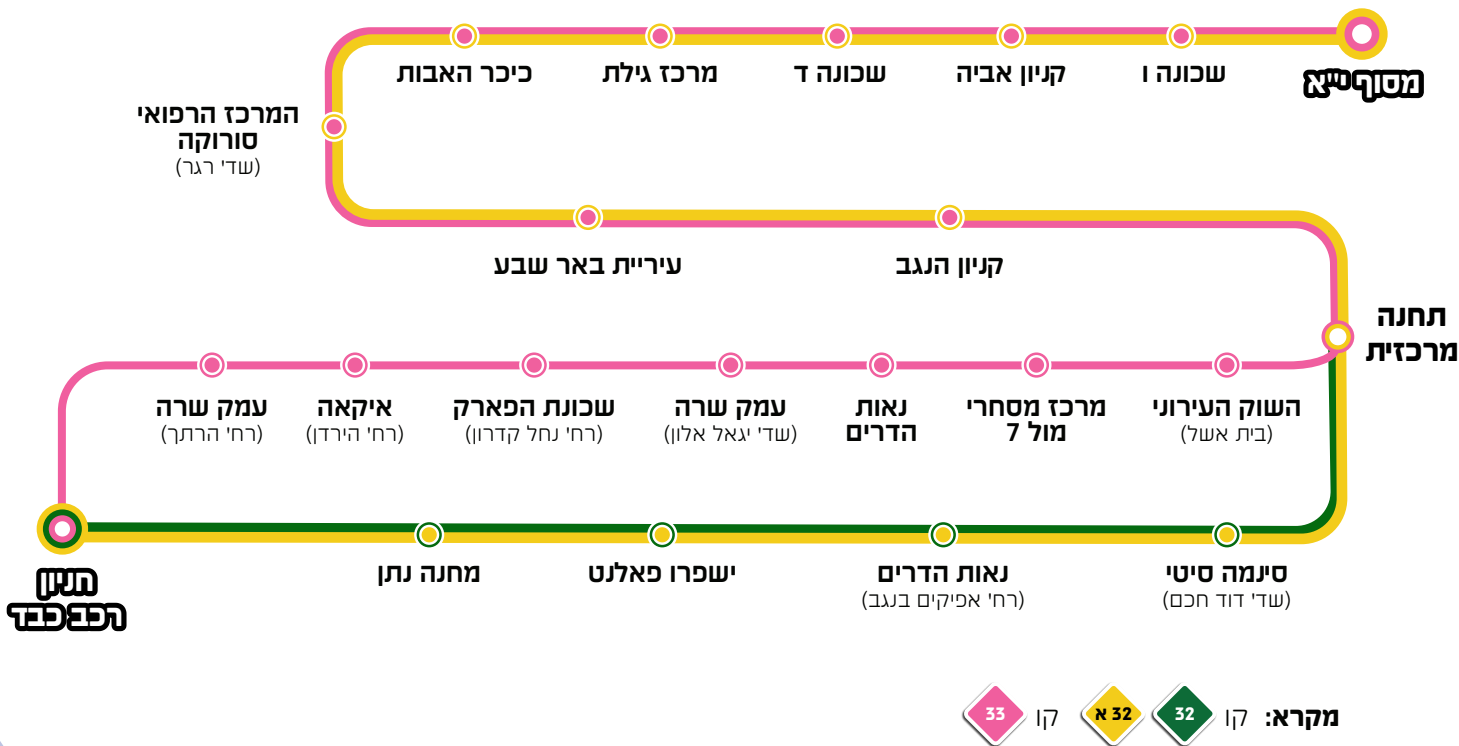 מסוף י"א
שכונה ו
קניון אביה
שכונה ד
מרכז גילת
כיכר האבות
המרכז הרפואי
סורוקה
(שד' רגר)
עיריית באר שבע
קניון הנגב
תחנה
מרכזית
השוק העירוני
(בית אשל)
מרכז מסחרי
מול 7
נאות
הדרים
עמק שרה
(שד' יגאל אלון)
שכונת הפארק
(רח' נחל קדרון)
איקאה
(רח' הירדן)
עמק שרה
(רח' הרתך)
סינמה סיטי
(שד' דוד חכם)
נאות הדרים
(רח' אפיקים בנגב)
ישפרו פאלנט
מחנה נתן
חניון
רכב כבד
מקרא: קו 32 32 א קו 33